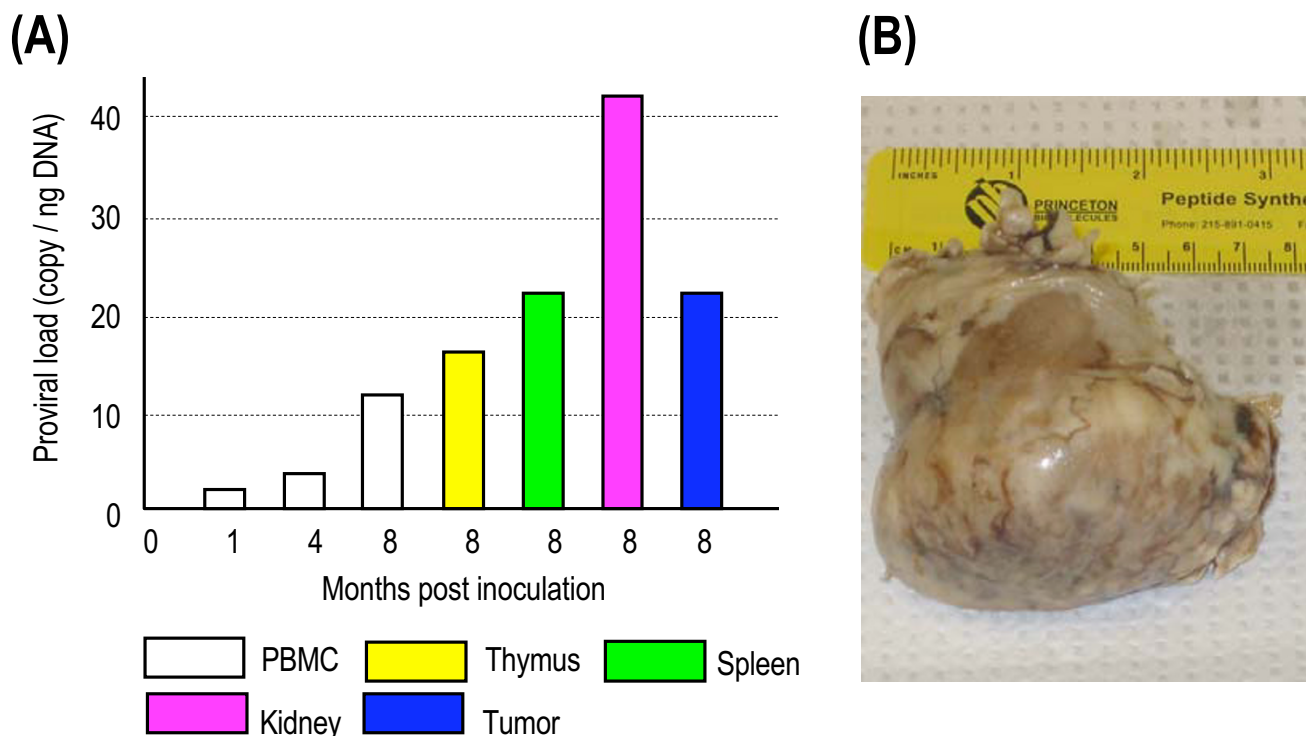 (A)
Proviral load (copy / ng DNA)
40
30
20
10
0
0 1 4 8 8 8 8 8
Months post inoculation
PBMC Thymus Spleen
Kidney Tumor
(B)
INCHES 1 2 3
PRINCETON
Peptide Synthe
Phone: 215-891-0415 F
1 5 6 7 8